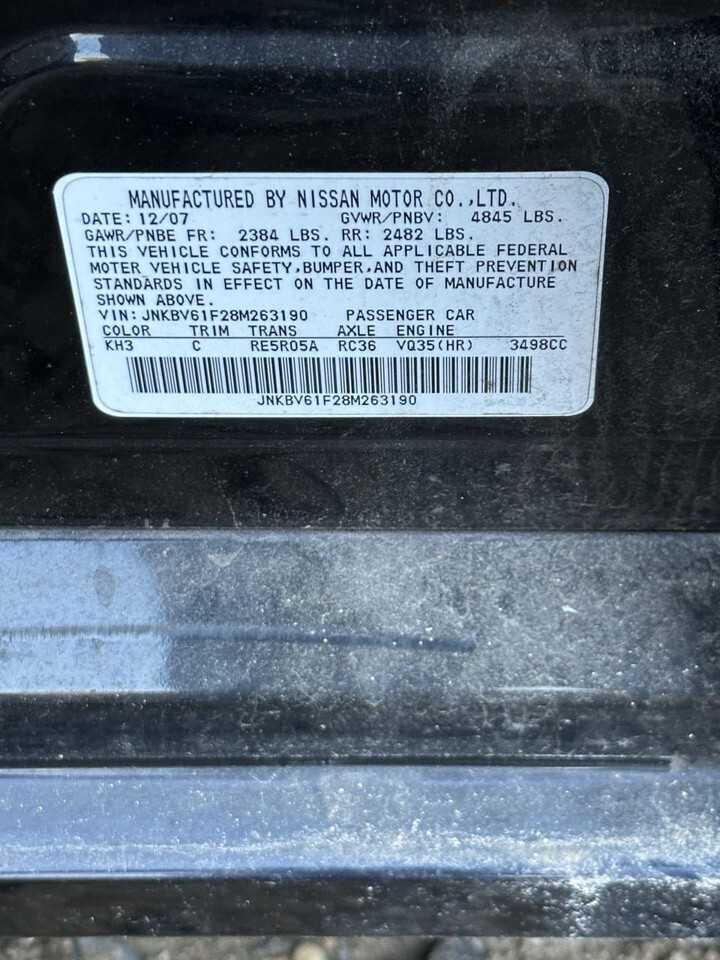 MANUFACTURED BY NISSAN MOTOR CO.,LTD.
DATE: 12/07 GVWR/PNBV: 4845 LBS.
GAWR/PNBE FR: 2384 LBS. RR: 2482 LBS.
THIS VEHICLE CONFORMS TO ALL APPLICABLE FEDERAL
MOTER VEHICLE SAFETY,BUMPER,AND THEFT PREVENTION
STANDARDS IN EFFECT ON THE DATE OF MANUFACTURE
SHOWN ABOVE.
VIN: JNKBV61F28M263190 PASSENGER CAR
COLOR TRIM TRANS AXLE ENGINE
KH3 C RE5R05A RC36 VQ35(HR) 3498CC
JNKBV61F28M263190